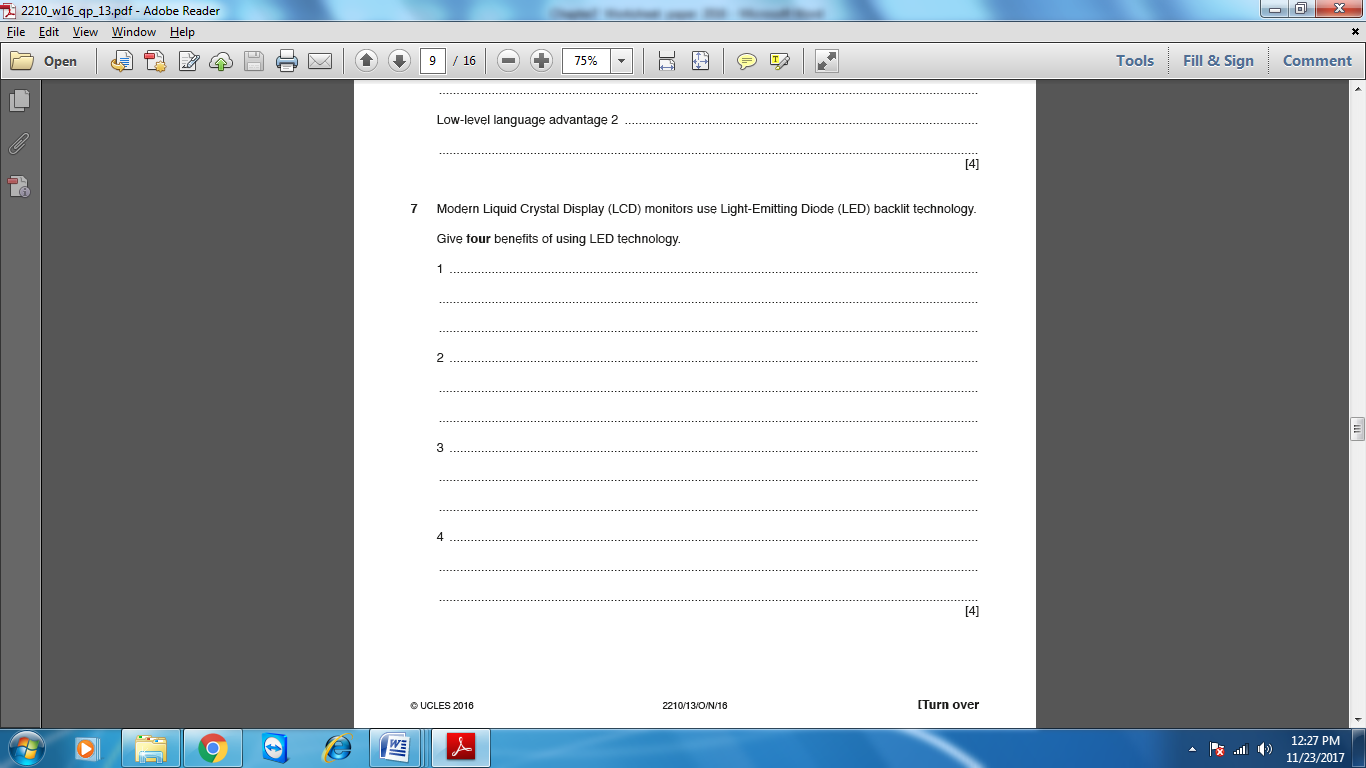 2210_w16_qp_13.pdf - Adobe Reader
File Edit View Window Help
Open 9 / 16 75% Tools Fill & Sign Comment
Low-level language advantage 2 ..........
[4]
7 Modern Liquid Crystal Display (LCD) monitors use Light-Emitting Diode (LED) backlit technology.
Give four benefits of using LED technology.
1 ..........
2 ..........
3 ..........
4 ..........
[4]
© UCLES 2016 2210/13/O/N/16 [Turn over
12:27 PM
11/23/2017